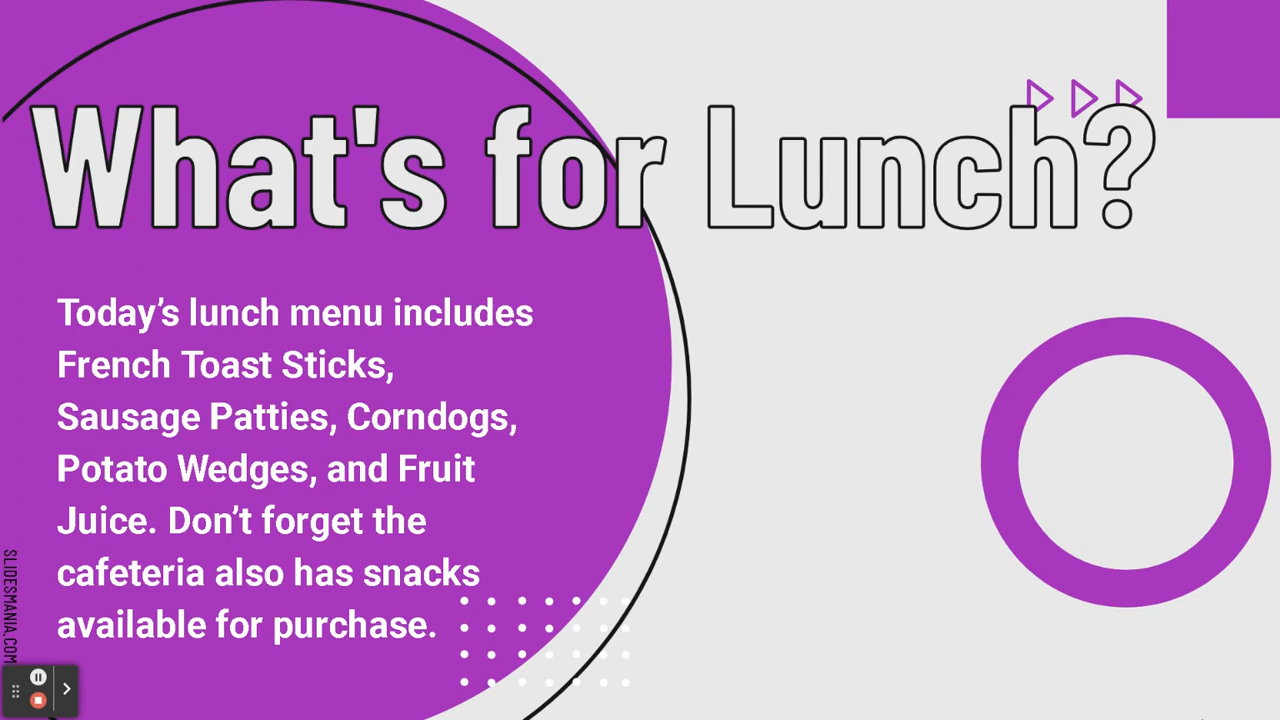 What's for Lunch?
Today’s lunch menu includes
French Toast Sticks,
Sausage Patties, Corndogs,
Potato Wedges, and Fruit
Juice. Don’t forget the
cafeteria also has snacks
available for purchase.
SLIDESMANIA.COM